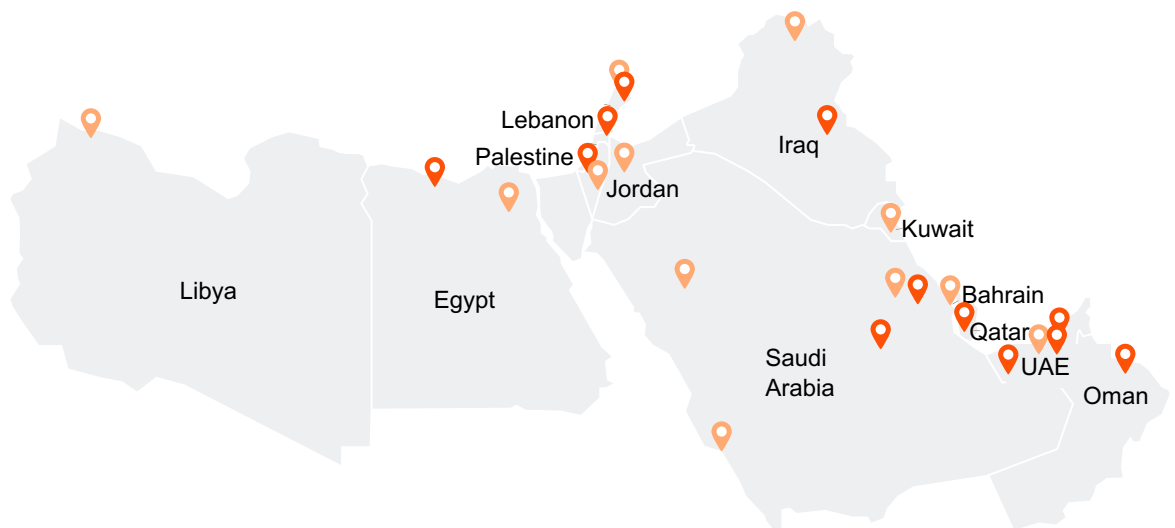 Lebanon
Palestine
Jordan
Iraq
Kuwait
Libya
Egypt
Bahrain
Qatar
Saudi
Arabia
UAE
Oman